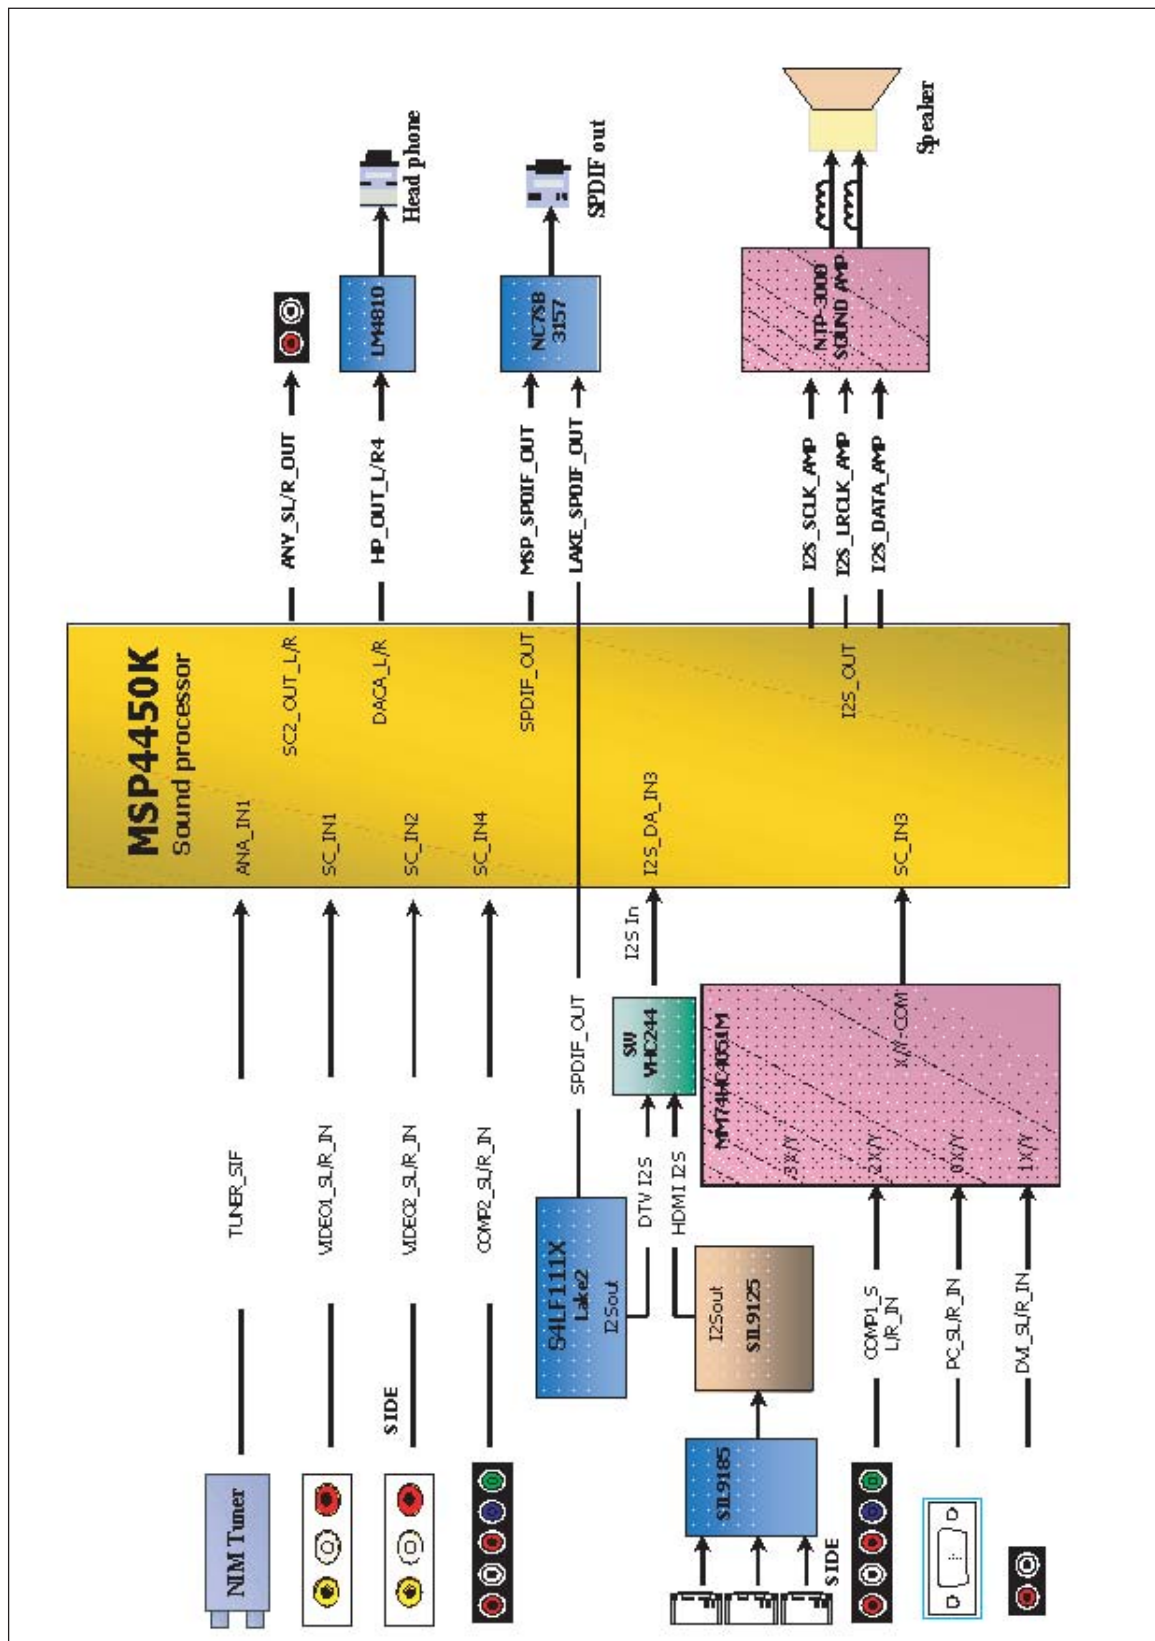 MSP4450K
Sound processor
NIM Tuner
TUNER_SIF
ANA_IN1
SC2_OUT_L/R
ANY_SL/R_OUT
VIDEO1_SL/R_IN
SC_IN1
DACA_L/R
HP_OUT_L/R4
LM4810
Head phone
SIDE
VIDEO2_SL/R_IN
SC_IN2
COMP2_SL/R_IN
SC_IN4
SPDIF_OUT
MSP_SPDIF_OUT
NC7SB
3157
SPDIF out
S4LF111X
Lake2
I2Sout
SPDIF_OUT
LAKE_SPDIF_OUT
DTV I2S
SW
VHC244
I2S In
I2S_DA_IN3
HDMI I2S
SIL9185
SIDE
SIL9125
I2Sout
MM74HC4051M
3X/Y
2X/Y
0X/Y
1X/Y
X/Y-COM
SC_IN3
COMP1_S
L/R_IN
PC_SL/R_IN
DVI_SL/R_IN
I2S_OUT
I2S_SCLK_AMP
I2S_LRCLK_AMP
I2S_DATA_AMP
NTP-3000
SOUND AMP
Speaker